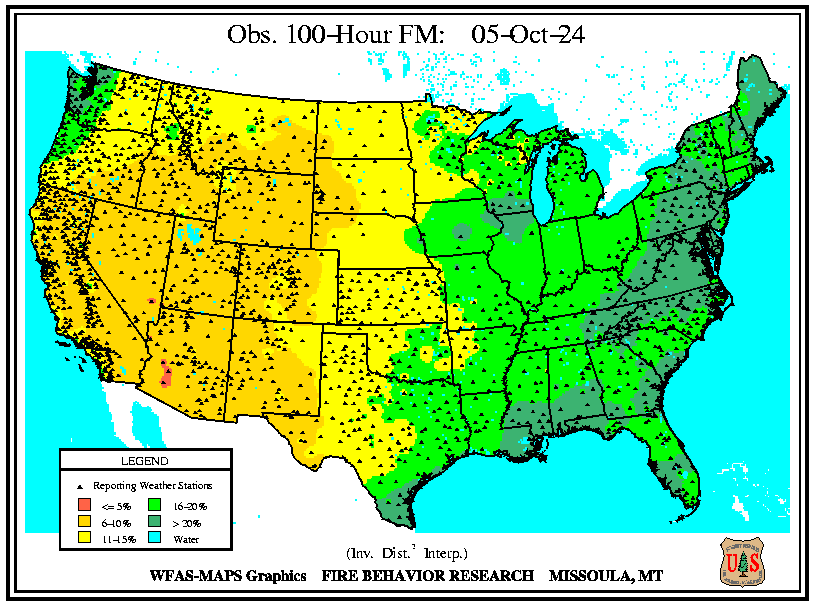 Obs. 100-Hour FM: 05-Oct-24
LEGEND
Reporting Weather Stations
<= 5%
16-20%
6-10%
> 20%
11-15%
Water
(Inv. Dist.² Interp.)
WFAS-MAPS Graphics FIRE BEHAVIOR RESEARCH MISSOULA, MT
U S